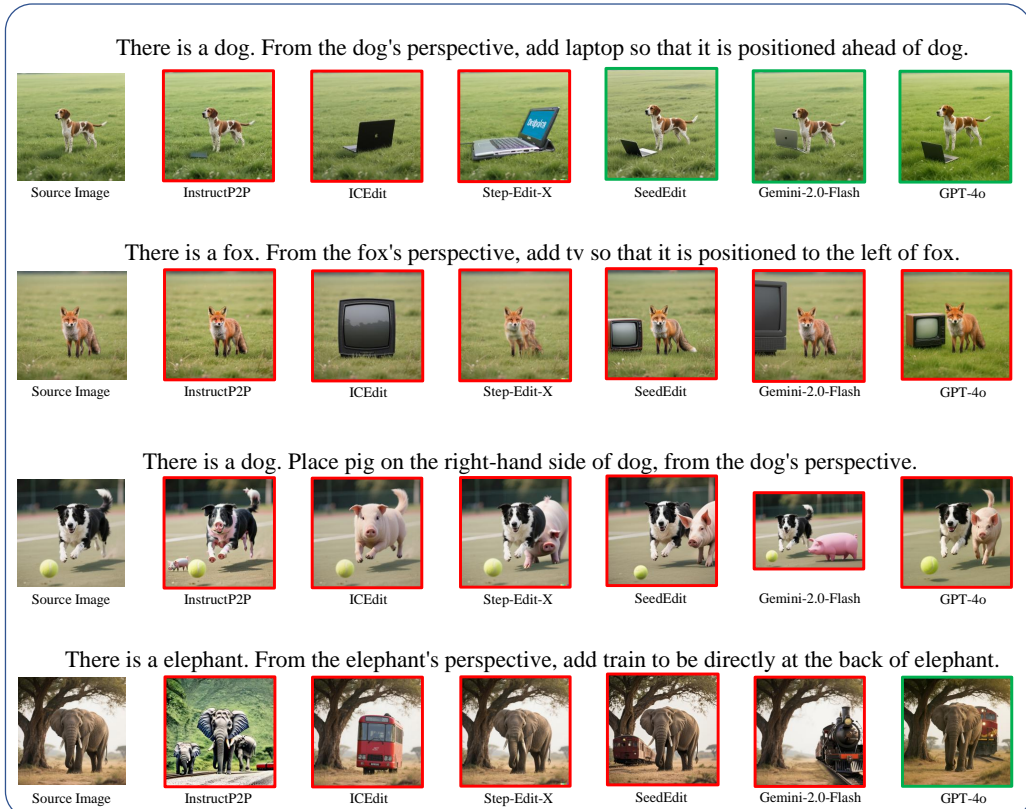 There is a dog. From the dog's perspective, add laptop so that it is positioned ahead of dog.
Source Image
InstructP2P
ICEdit
Step-Edit-X
SeedEdit
Gemini-2.0-Flash
GPT-4o
There is a fox. From the fox's perspective, add tv so that it is positioned to the left of fox.
Source Image
InstructP2P
ICEdit
Step-Edit-X
SeedEdit
Gemini-2.0-Flash
GPT-4o
There is a dog. Place pig on the right-hand side of dog, from the dog's perspective.
Source Image
InstructP2P
ICEdit
Step-Edit-X
SeedEdit
Gemini-2.0-Flash
GPT-4o
There is a elephant. From the elephant's perspective, add train to be directly at the back of elephant.
Source Image
InstructP2P
ICEdit
Step-Edit-X
SeedEdit
Gemini-2.0-Flash
GPT-4o